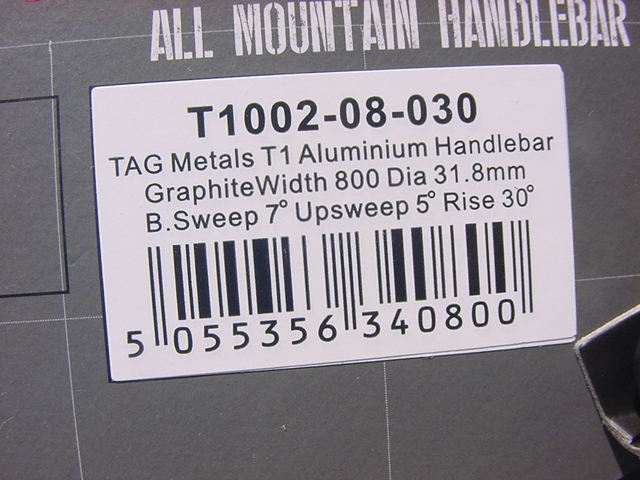 ALL MOUNTAIN HANDLEBAR
T1002-08-030
TAG Metals T1 Aluminium Handlebar
GraphiteWidth 800 Dia 31.8mm
B.Sweep 7° Upsweep 5° Rise 30°
5 055356 340800